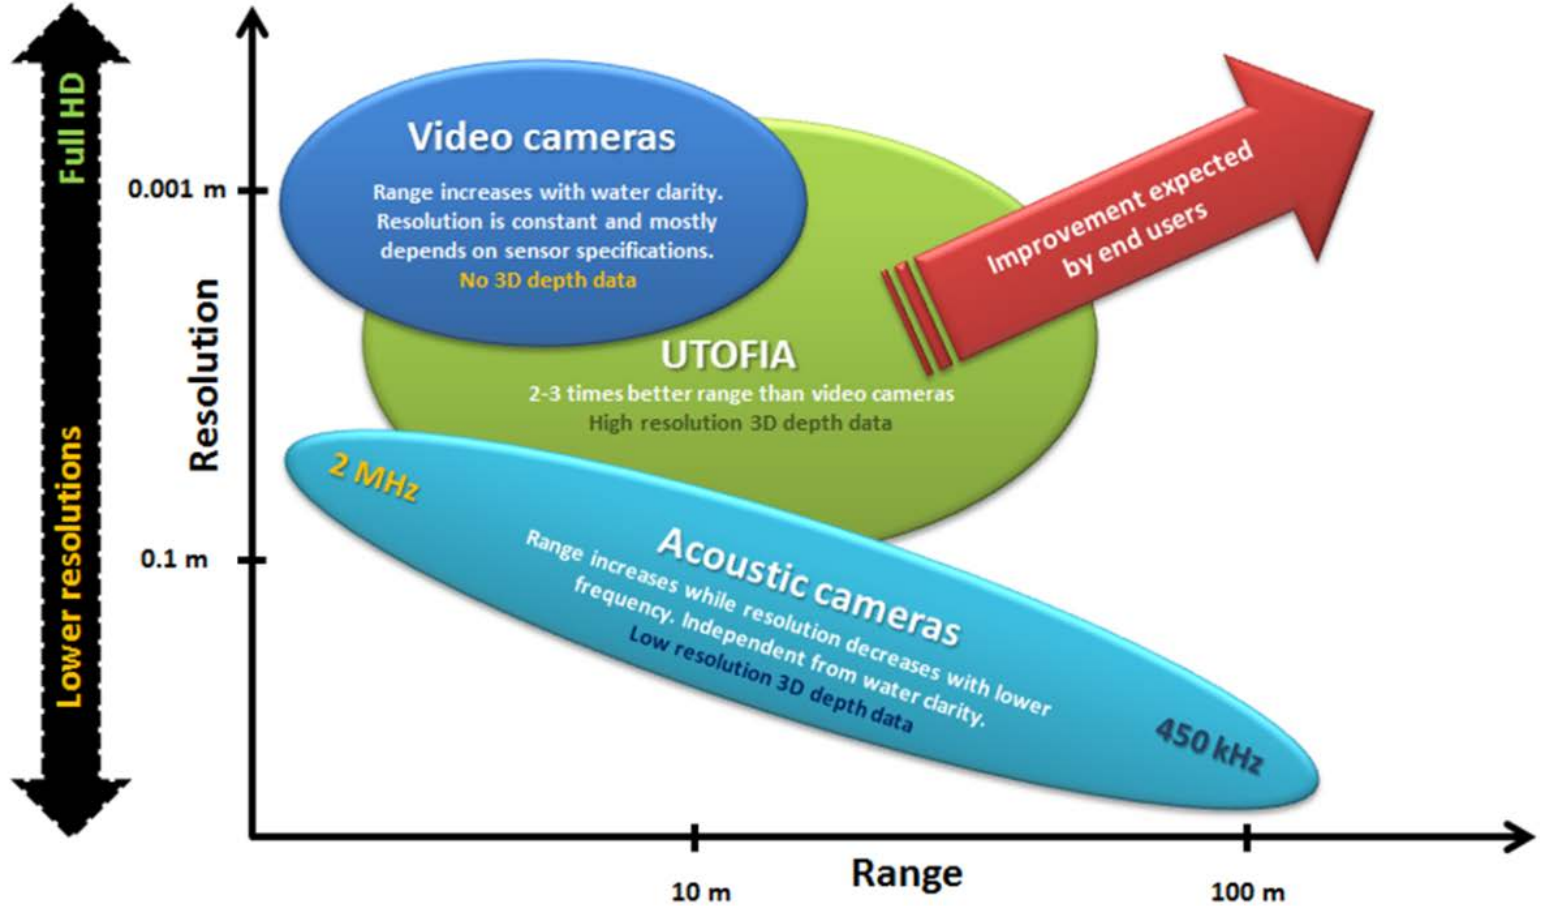 Full HD
Lower resolutions
Resolution
0.001 m
0.1 m
Video cameras
Range increases with water clarity.
Resolution is constant and mostly
depends on sensor specifications.
No 3D depth data
Improvement expected
by end users
UTOFIA
2-3 times better range than video cameras
High resolution 3D depth data
2 MHz
Acoustic cameras
Range increases while resolution decreases with lower
frequency. Independent from water clarity.
Low resolution 3D depth data
450 kHz
Range
10 m
100 m